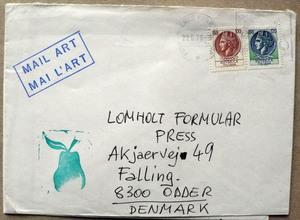 MAIL ART
MAI L'ART
LOMHOLT FORMULAR
PRESS
Akjaervej 49
Falling.
8300 ODDER
DENMARK